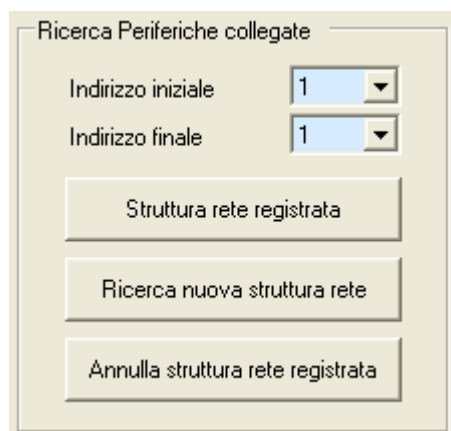 Ricerca Periferiche collegate
Indirizzo iniziale 1
Indirizzo finale 1
Struttura rete registrata
Ricerca nuova struttura rete
Annulla struttura rete registrata